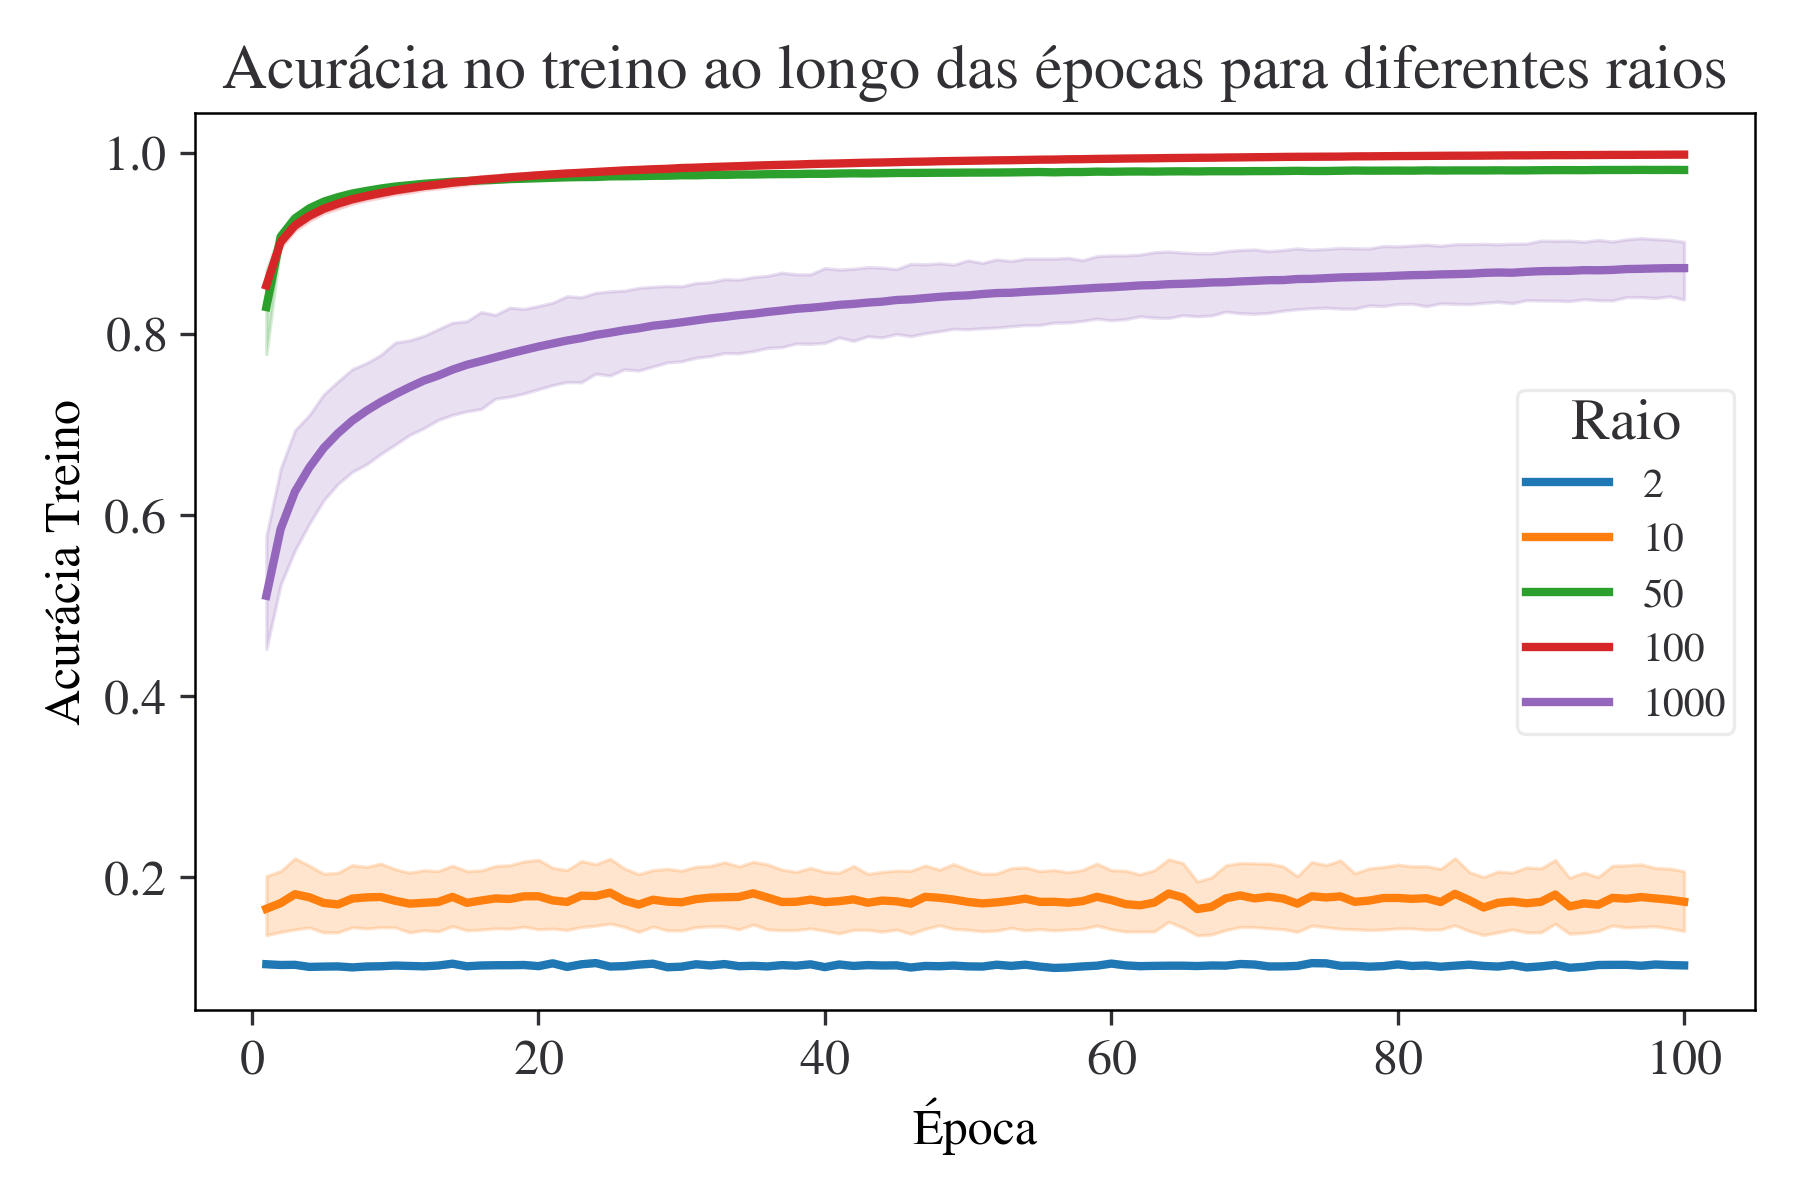 Acurácia no treino ao longo das épocas para diferentes raios
Acurácia Treino
1.0
0.8
0.6
0.4
0.2
Raio
2
10
50
100
1000
0 20 40 60 80 100
Época